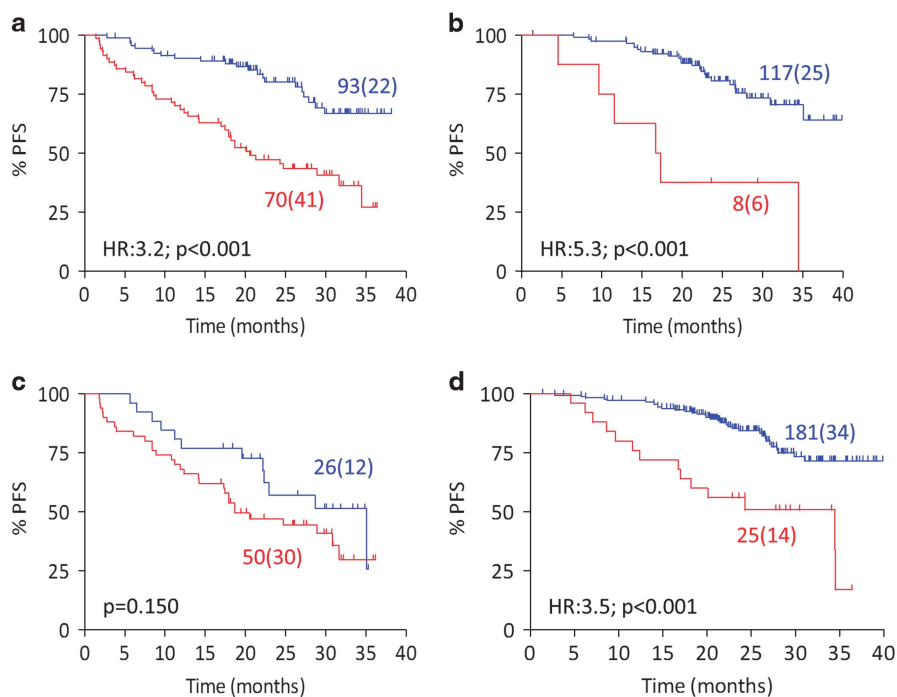 a
100
75
50
25
0
% PFS
93(22)
70(41)
HR:3.2; p<0.001
0 5 10 15 20 25 30 35 40
Time (months)
b
100
75
50
25
0
% PFS
117(25)
8(6)
HR:5.3; p<0.001
0 5 10 15 20 25 30 35 40
Time (months)
c
100
75
50
25
0
% PFS
26(12)
50(30)
p=0.150
0 5 10 15 20 25 30 35 40
Time (months)
d
100
75
50
25
0
% PFS
181(34)
25(14)
HR:3.5; p<0.001
0 5 10 15 20 25 30 35 40
Time (months)